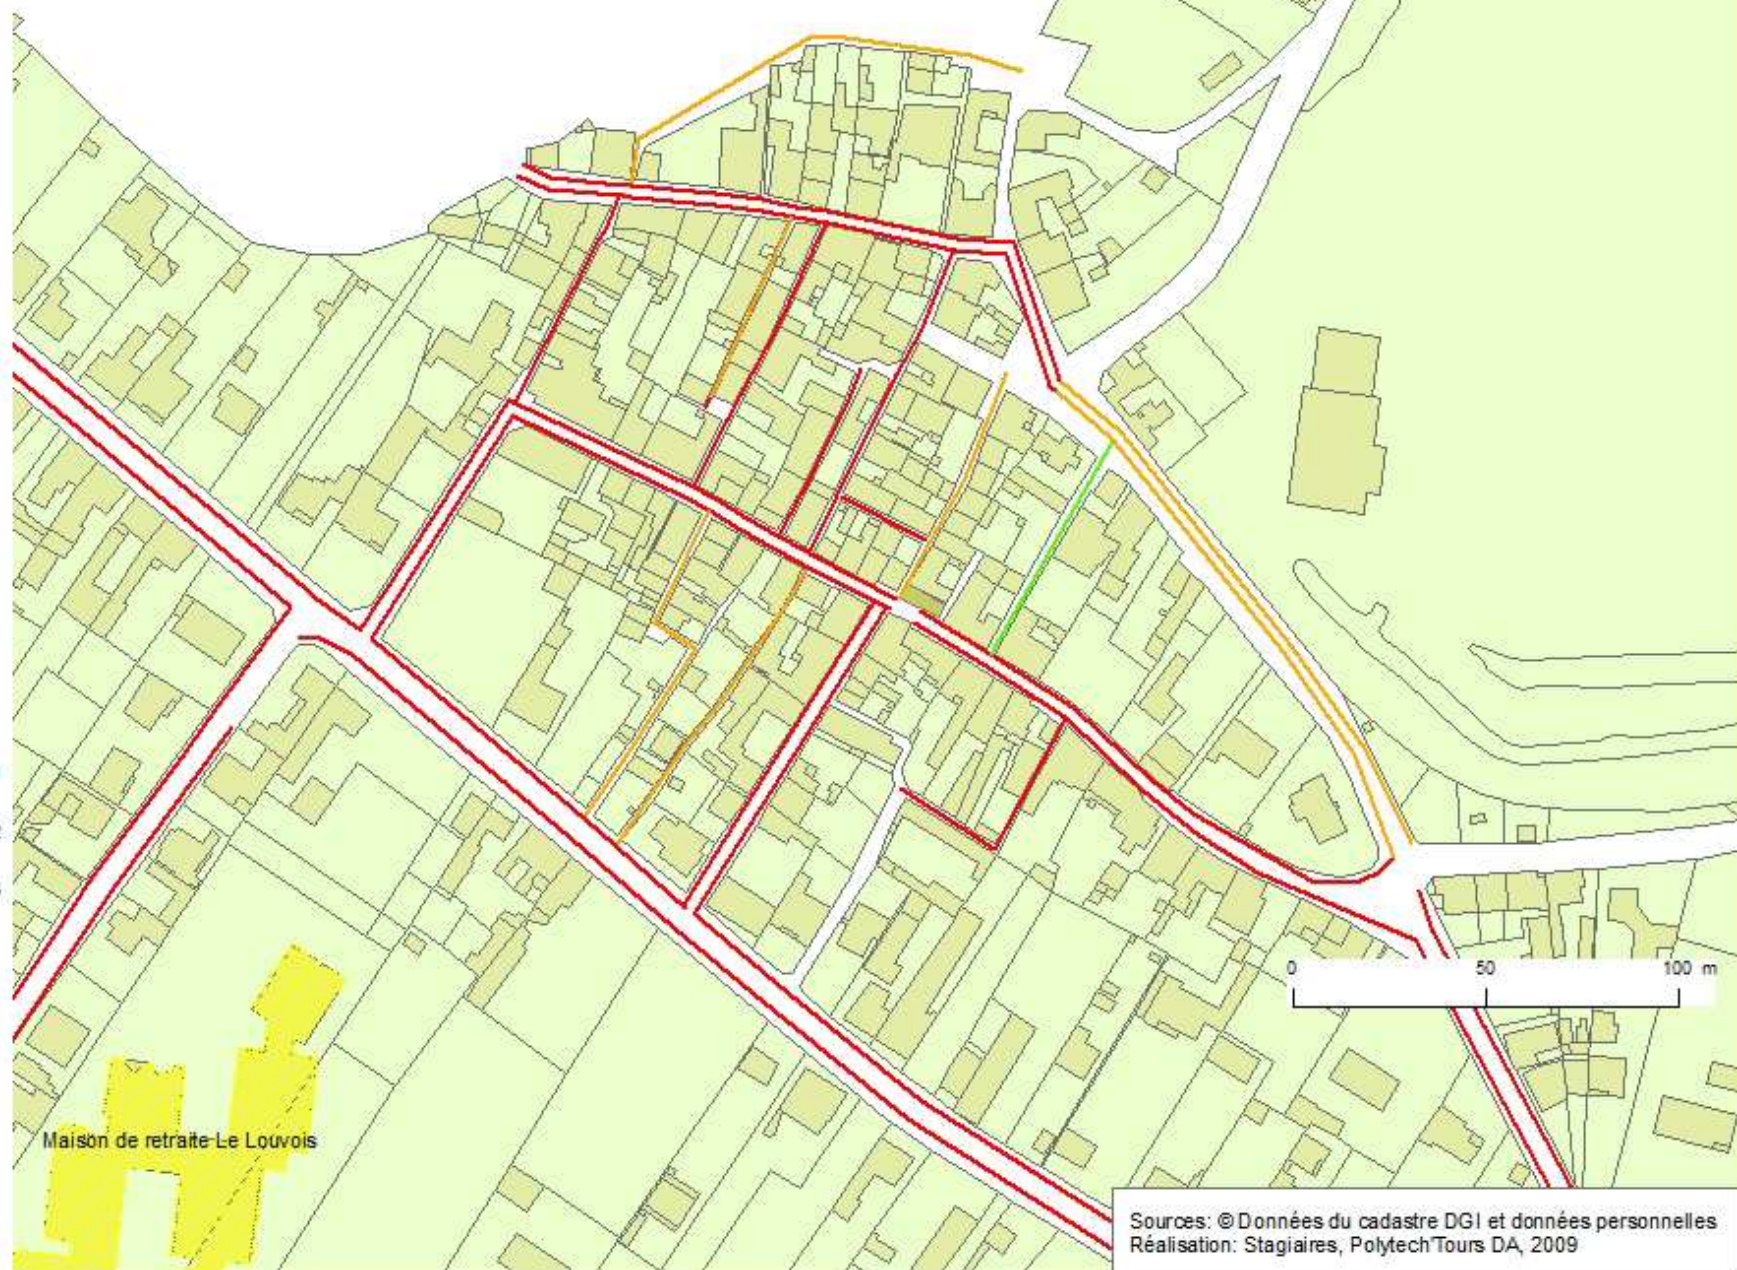 0 50 100 m
Maison de retraite Le Louvois
Sources: © Données du cadastre DGI et données personnelles
Réalisation: Stagiaires, Polytech'Tours DA, 2009